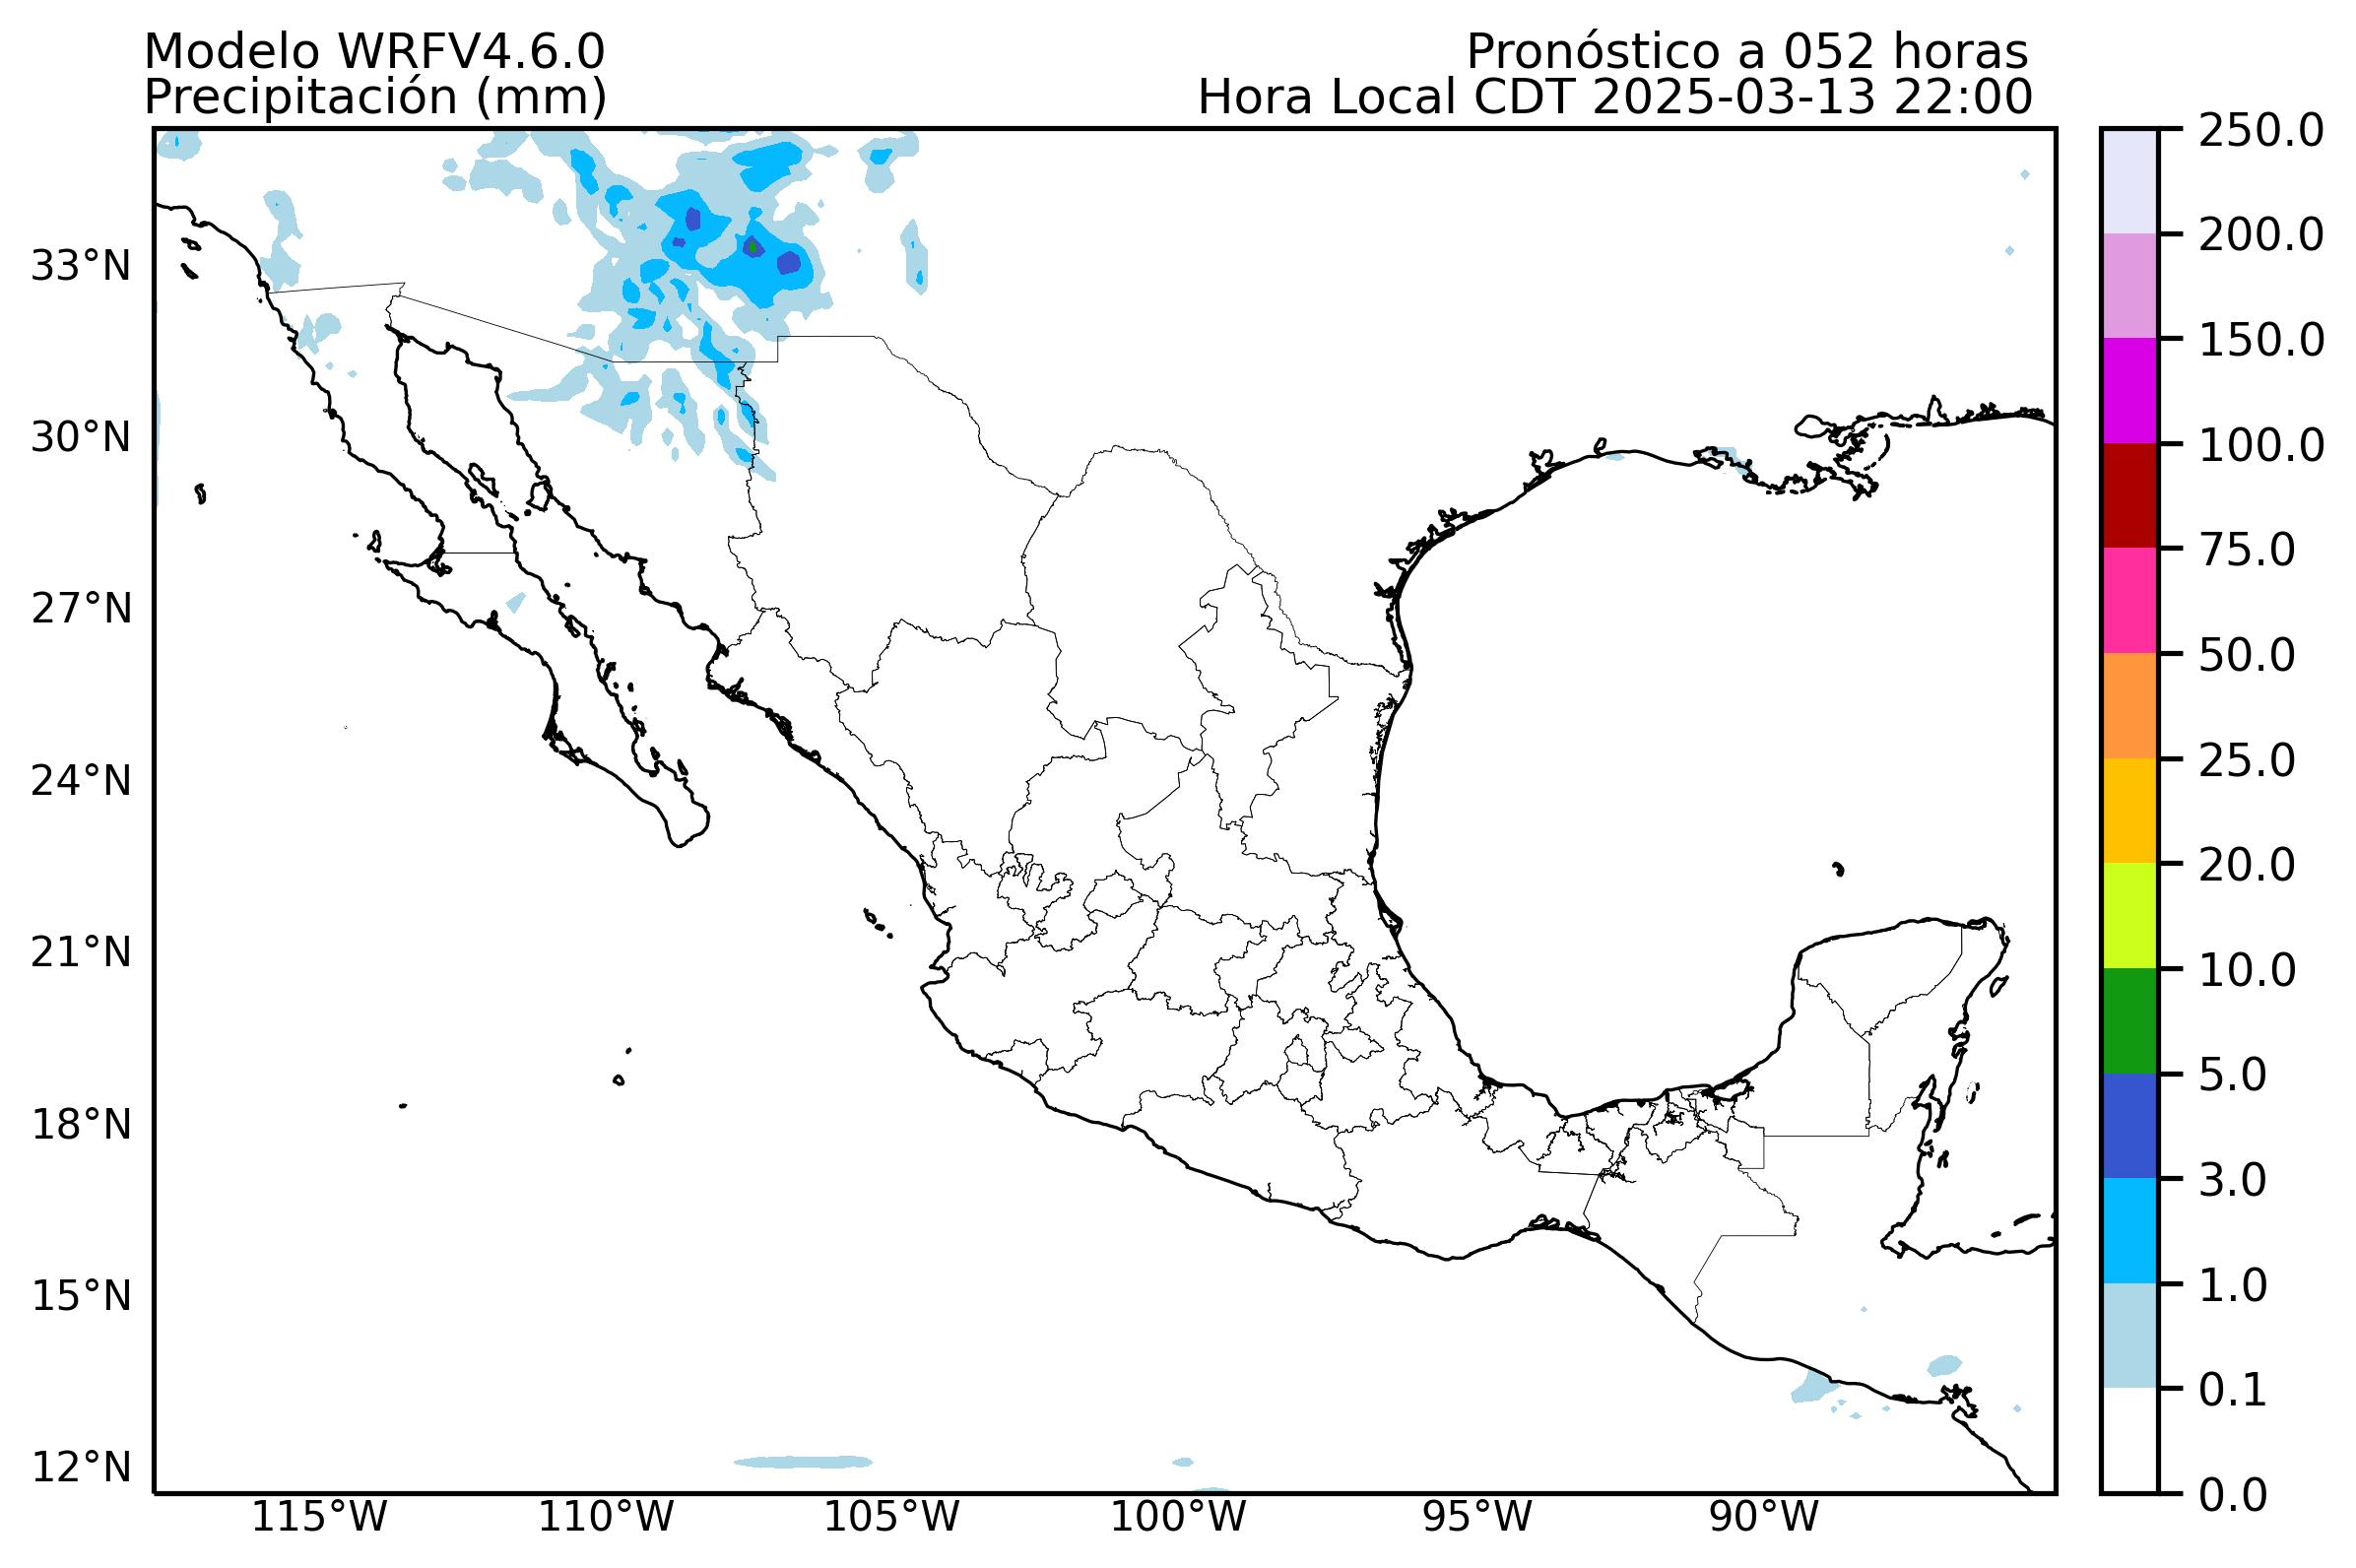 Modelo WRFV4.6.0
Pronóstico a 052 horas
Precipitación (mm)
Hora Local CDT 2025-03-13 22:00
33°N
30°N
27°N
24°N
21°N
18°N
15°N
12°N
115°W
110°W
105°W
100°W
95°W
90°W
250.0
200.0
150.0
100.0
75.0
50.0
25.0
20.0
10.0
5.0
3.0
1.0
0.1
0.0